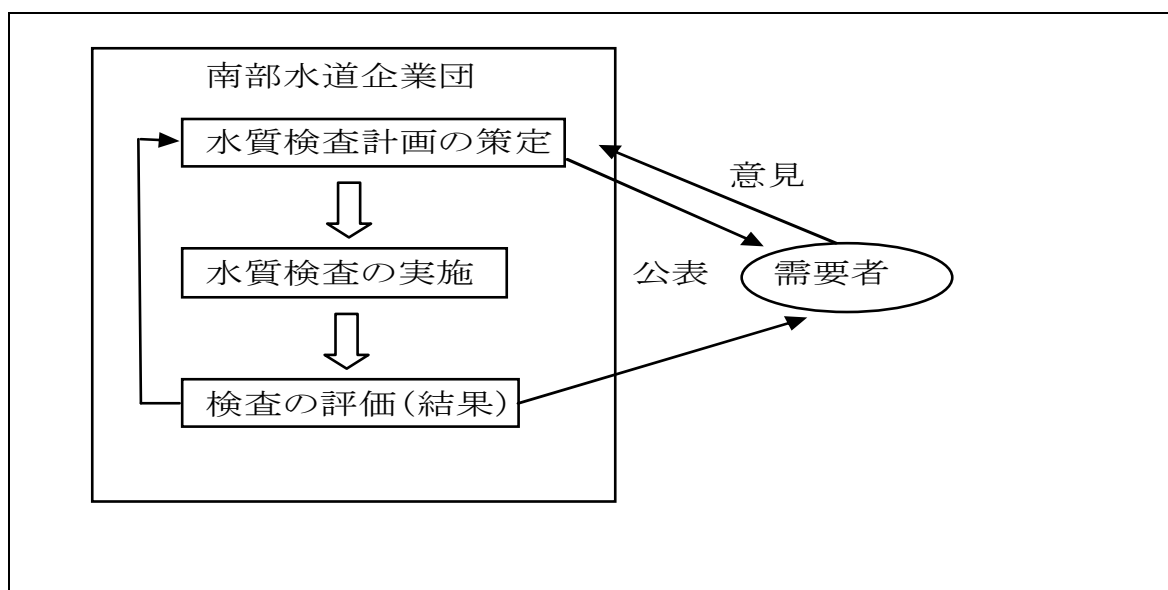 南部水道企業団
水質検査計画の策定
意見
水質検査の実施
公表
需要者
検査の評価(結果)